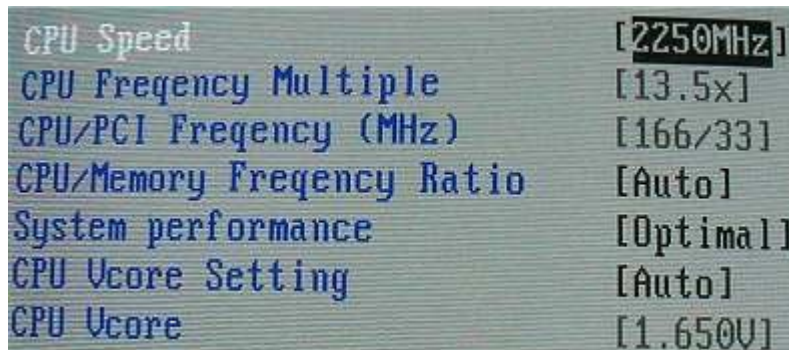 CPU Speed [2250MHz]
CPU Freqency Multiple [13.5x]
CPU/PCI Freqency (MHz) [166/33]
CPU/Memory Freqency Ratio [Auto]
System performance [Optimal]
CPU Vcore Setting [Auto]
CPU Vcore [1.650V]